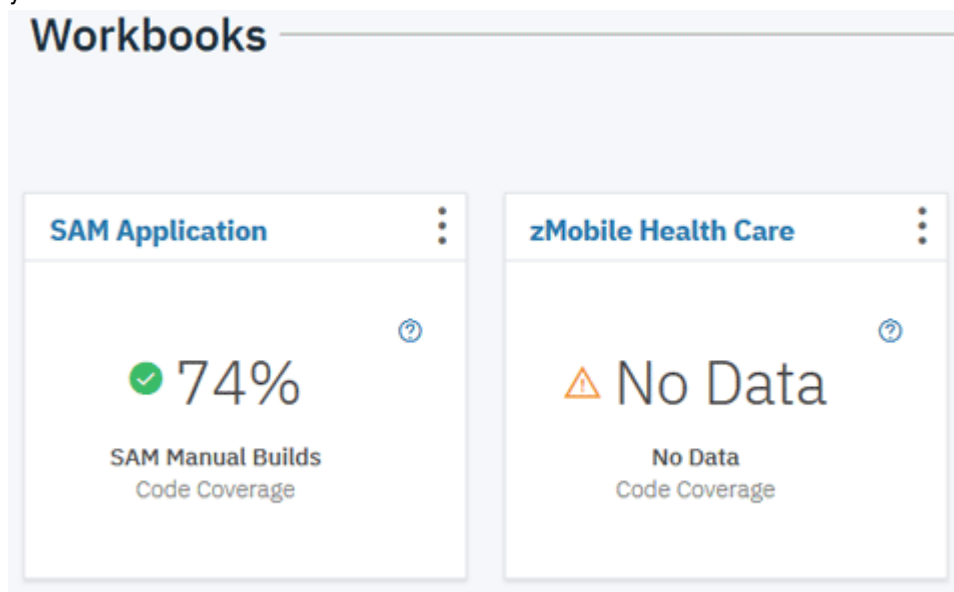 Workbooks
SAM Application
74%
SAM Manual Builds
Code Coverage
zMobile Health Care
No Data
No Data
Code Coverage